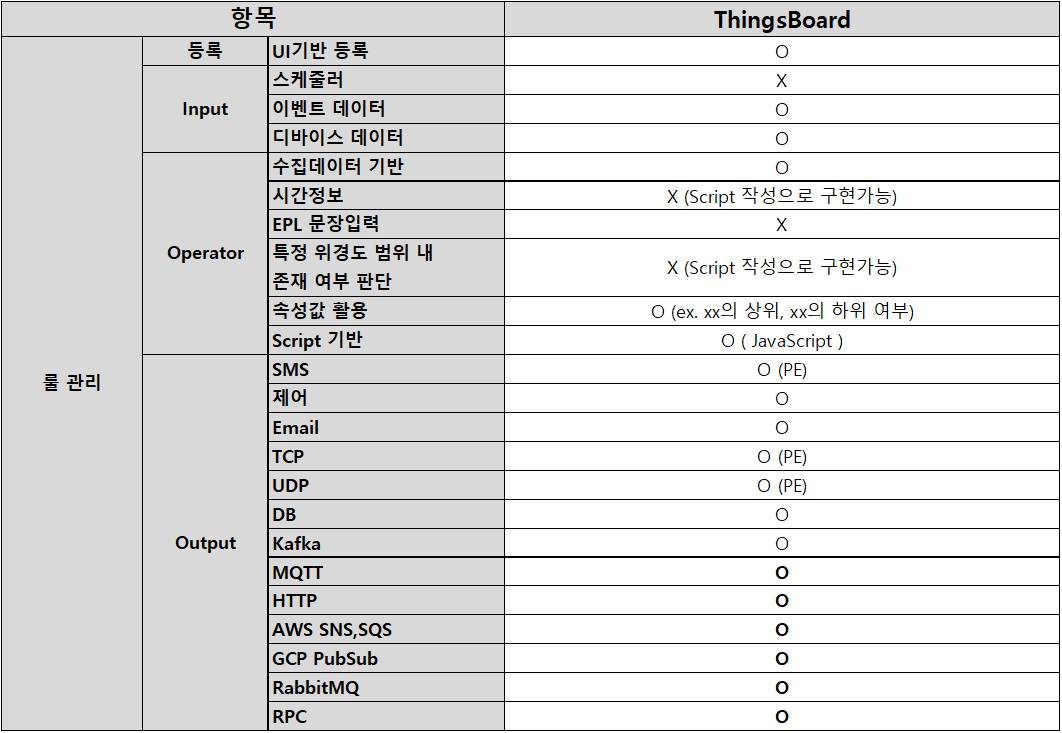 항목 ThingsBoard
룰 관리
등록 UI기반 등록 O
Input
스케줄러 X
이벤트 데이터 O
디바이스 데이터 O
Operator
수집데이터 기반 O
시간정보 X (Script 작성으로 구현가능)
EPL 문장입력 X
특정 위경도 범위 내
존재 여부 판단 X (Script 작성으로 구현가능)
속성값 활용 O (ex. xx의 상위, xx의 하위 여부)
Script 기반 O ( JavaScript )
Output
SMS O (PE)
제어 O
Email O
TCP O (PE)
UDP O (PE)
DB O
Kafka O
MQTT O
HTTP O
AWS SNS,SQS O
GCP PubSub O
RabbitMQ O
RPC O